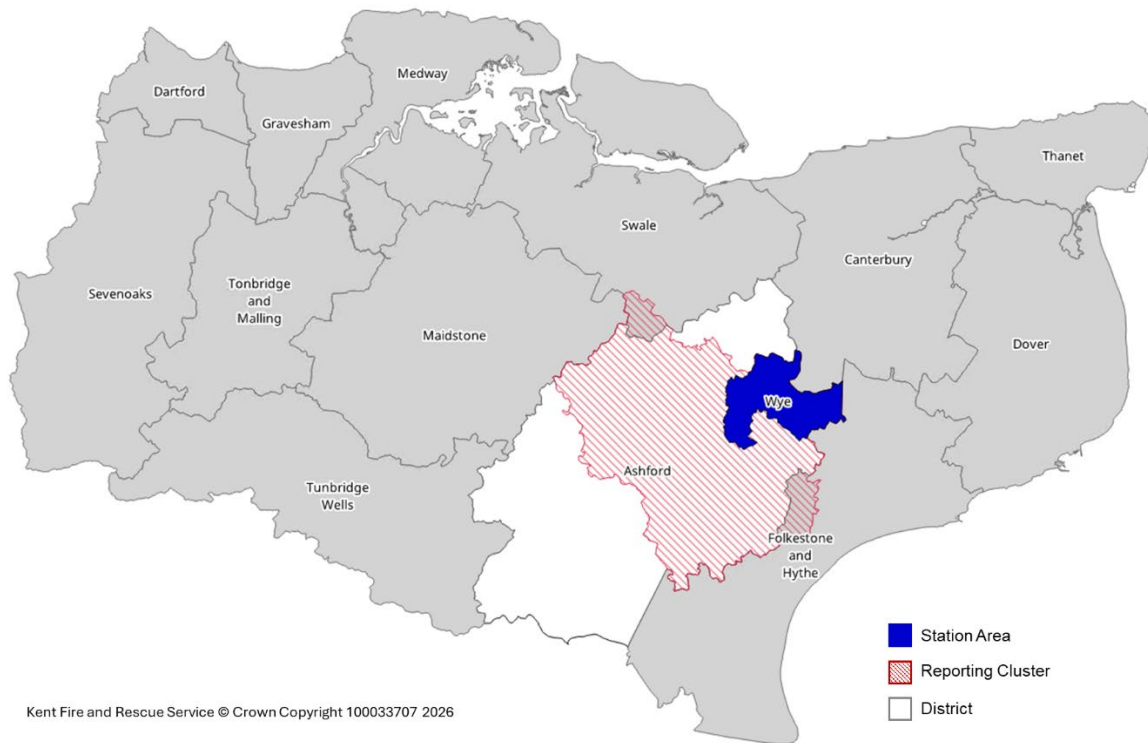 Medway
Dartford
Gravesham
Thanet
Swale
Canterbury
Sevenoaks
Tonbridge
and
Malling
Maidstone
Dover
Wye
Ashford
Tunbridge
Wells
Folkestone
and
Hythe
Station Area
Reporting Cluster
District
Kent Fire and Rescue Service © Crown Copyright 100033707 2026